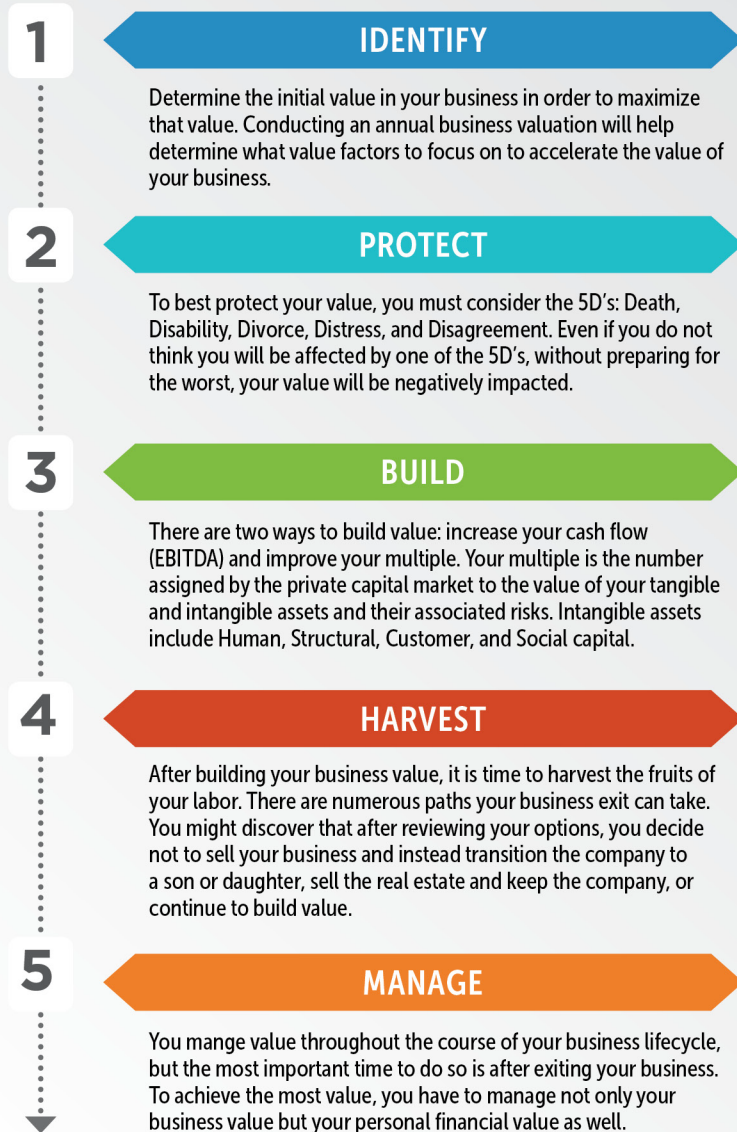 1
IDENTIFY
Determine the initial value in your business in order to maximize
that value. Conducting an annual business valuation will help
determine what value factors to focus on to accelerate the value of
your business.
2
PROTECT
To best protect your value, you must consider the 5D's: Death,
Disability, Divorce, Distress, and Disagreement. Even if you do not
think you will be affected by one of the 5D's, without preparing for
the worst, your value will be negatively impacted.
3
BUILD
There are two ways to build value: increase your cash flow
(EBITDA) and improve your multiple. Your multiple is the number
assigned by the private capital market to the value of your tangible
and intangible assets and their associated risks. Intangible assets
include Human, Structural, Customer, and Social capital.
4
HARVEST
After building your business value, it is time to harvest the fruits of
your labor. There are numerous paths your business exit can take.
You might discover that after reviewing your options, you decide
not to sell your business and instead transition the company to
a son or daughter, sell the real estate and keep the company, or
continue to build value.
5
MANAGE
You mange value throughout the course of your business lifecycle,
but the most important time to do so is after exiting your business.
To achieve the most value, you have to manage not only your
business value but your personal financial value as well.